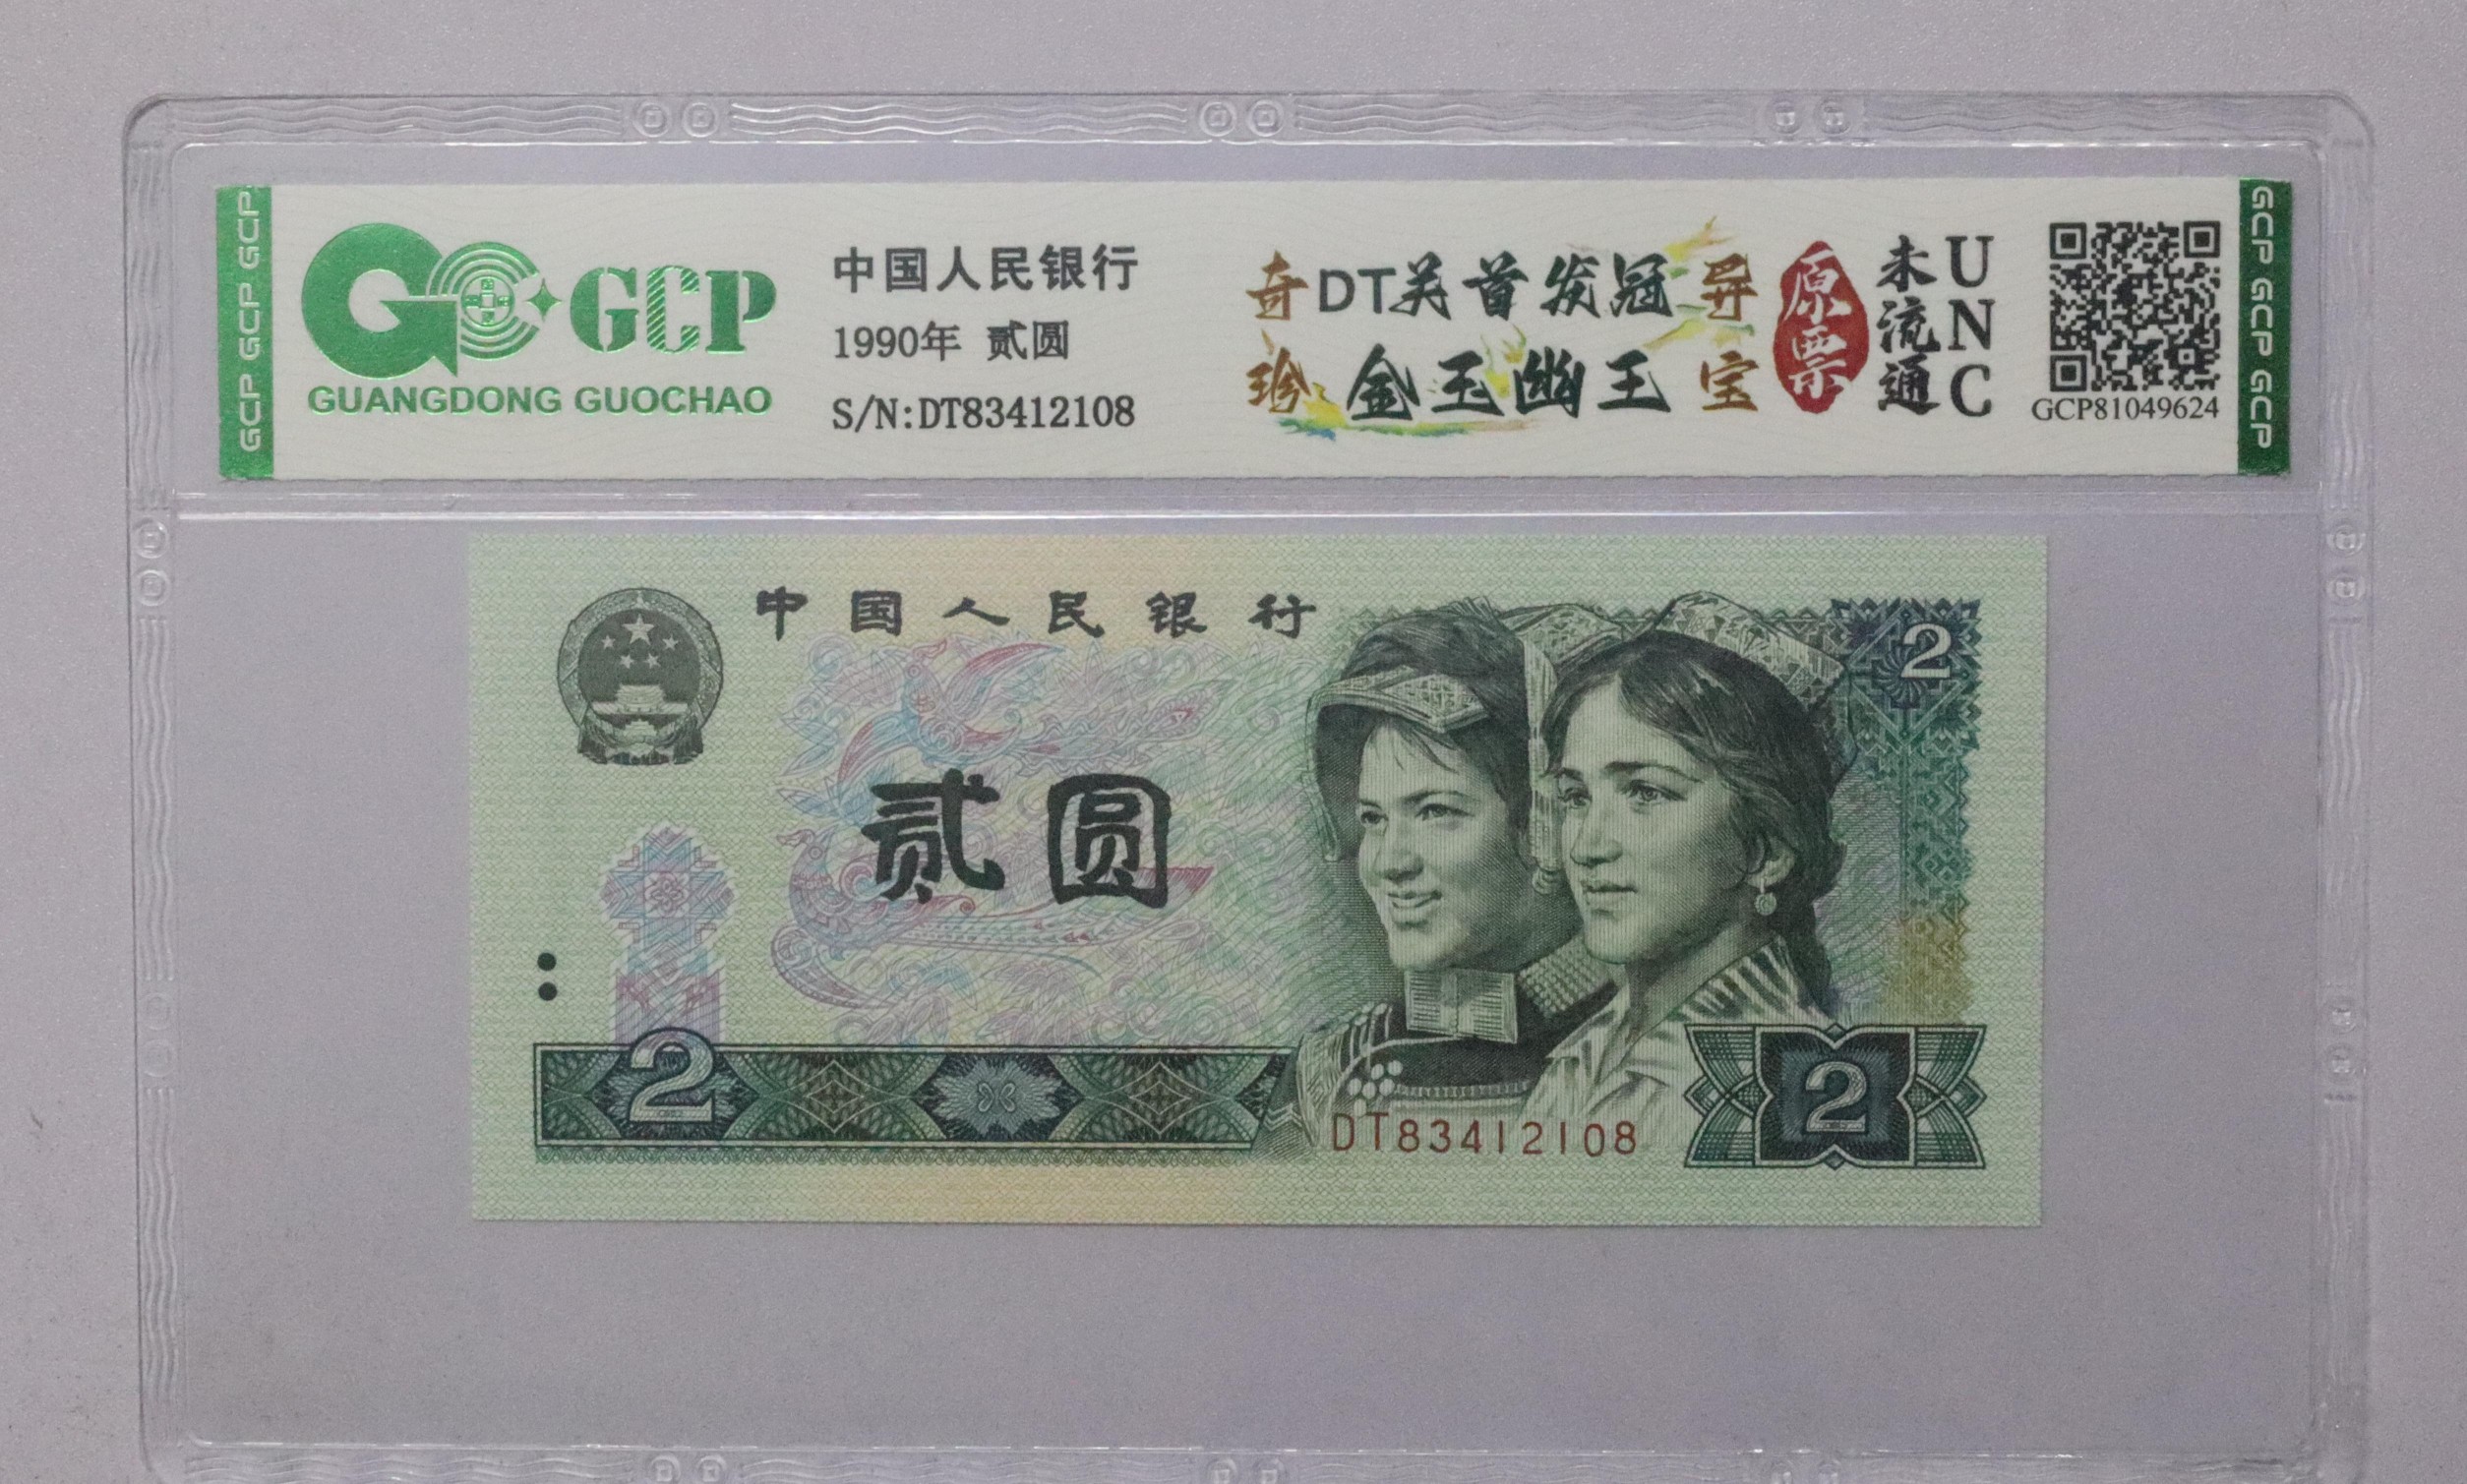 GCP GCP GCP
GCP
GUANGDONG GUOCHAO
中国人民银行
1990年 贰圆
S/N:DT83412108
奇珍
DT关首发冠
金玉幽王
异宝
原票
未流通
UNC
GCP81049624
GCP GCP GCP
中国人民银行
2
贰圆
2
DT83412108
2